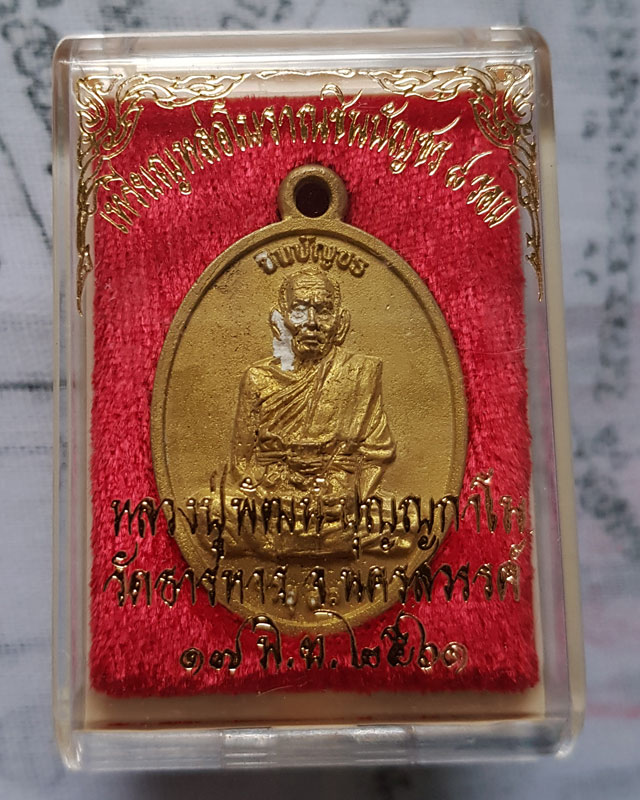 เหรียญหล่อโบราณชินบัญชร ๘ รอบ
ชินบัญชร
หลวงปู่พัฒน์ ปุญญกาโม
วัดธารทหาร จ.นครสวรรค์
๑๗ พ.ย. ๒๕๖๑